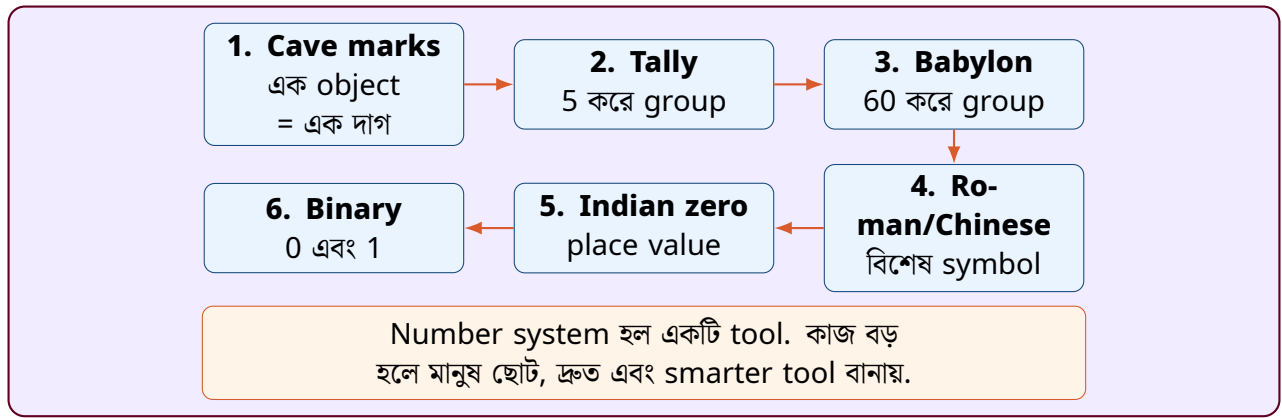 1. Cave marks
এক object
= এক দাগ
2. Tally
5 করে group
3. Babylon
60 করে group
4. Ro-
man/Chinese
বিশেষ symbol
5. Indian zero
place value
6. Binary
0 এবং 1
Number system হল একটি tool. কাজ বড়
হলে মানুষ ছোট, দ্রুত এবং smarter tool বানায়.